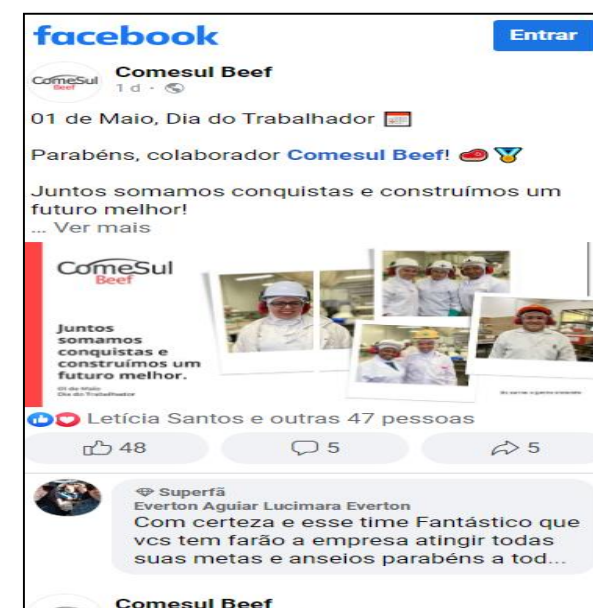 facebook
Entrar
ComeSul
Beef
Comesul Beef
1 d ·
01 de Maio, Dia do Trabalhador
Parabéns, colaborador Comesul Beef!
Juntos somamos conquistas e construímos um
futuro melhor!
... Ver mais
ComeSul
Beef
Juntos
somamos
conquistas e
construímos um
futuro melhor.
01 de Maio
Dia do Trabalhador
Letícia Santos e outras 47 pessoas
48
5
5
Superfã
Everton Aguiar Lucimara Everton
Com certeza e esse time Fantástico que
vcs tem farão a empresa atingir todas
suas metas e anseios parabéns a tod...
Comesul Beef